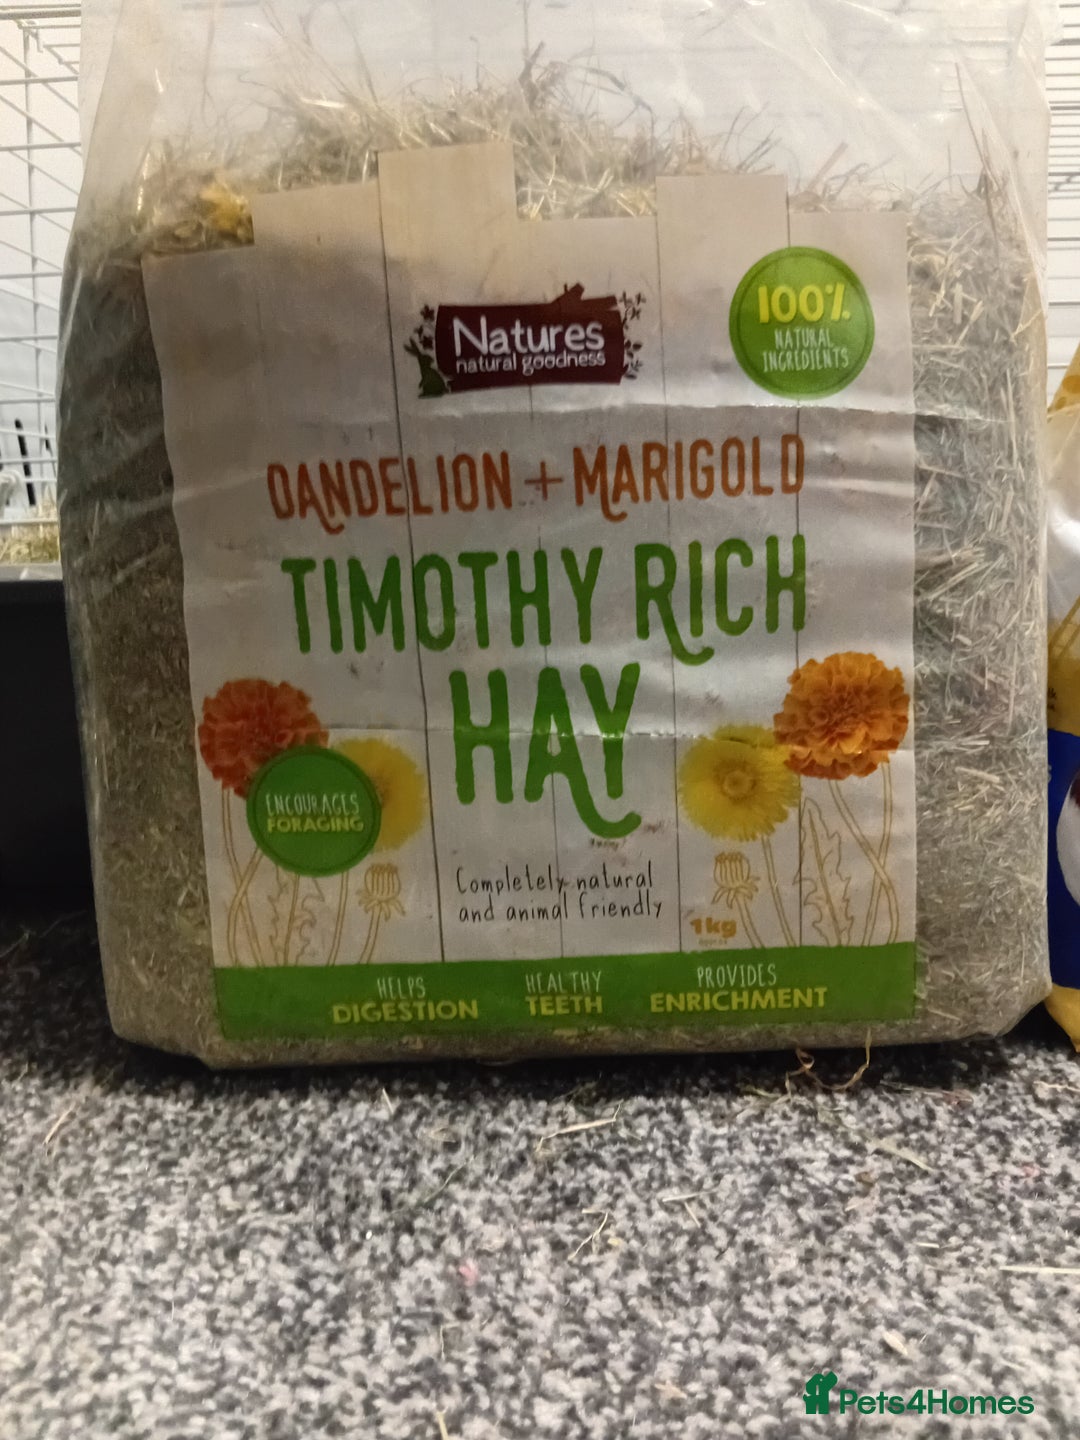 Natures
natural goodness
100%
NATURAL
INGREDIENTS
DANDELION + MARIGOLD
TIMOTHY RICH
HAY
ENCOURAGES
FORAGING
Completely natural
and animal friendly
1kg
HELPS
DIGESTION
HEALTHY
TEETH
PROVIDES
ENRICHMENT
Pets4Homes